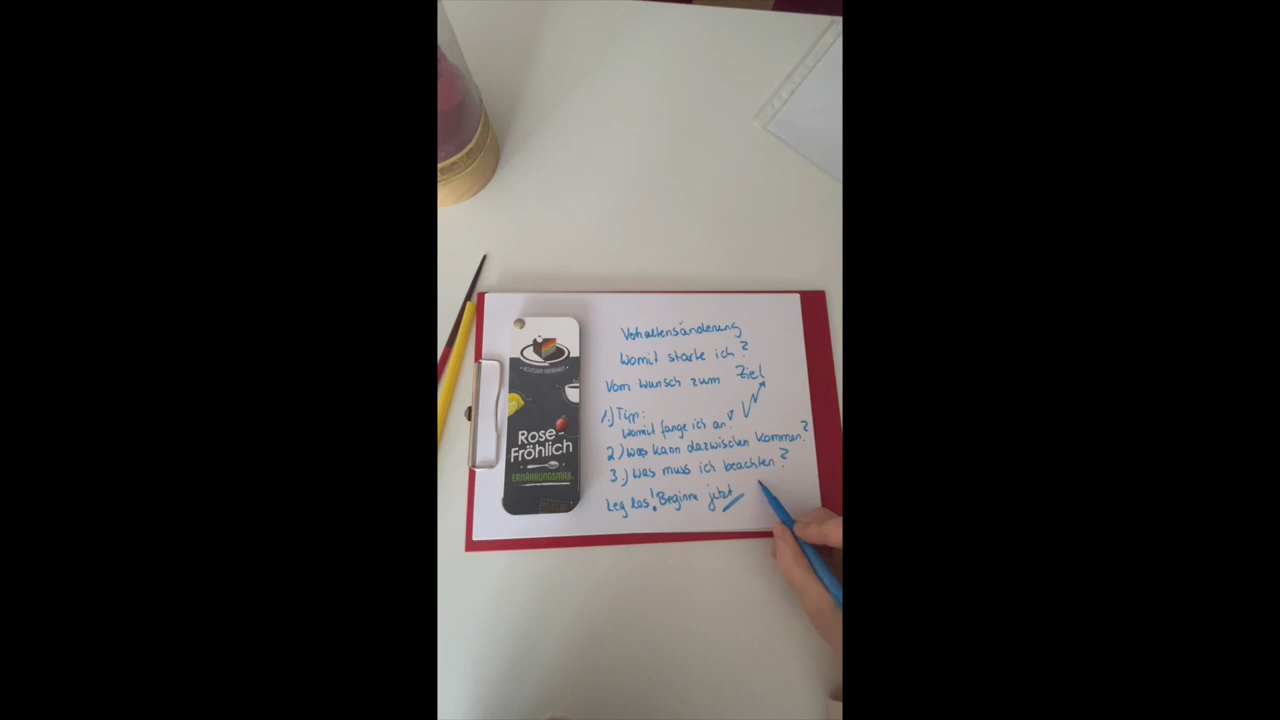 Verhaltensänderung
Womit starte ich?
Vom Wunsch zum Ziel
1.) Tipp:
Womit fange ich an?
2.) Was kann dazwischen kommen?
3.) Was muss ich beachten?
Leg los! Beginne jetzt
Rose-
Fröhlich
ERNÄHRUNGSMAß